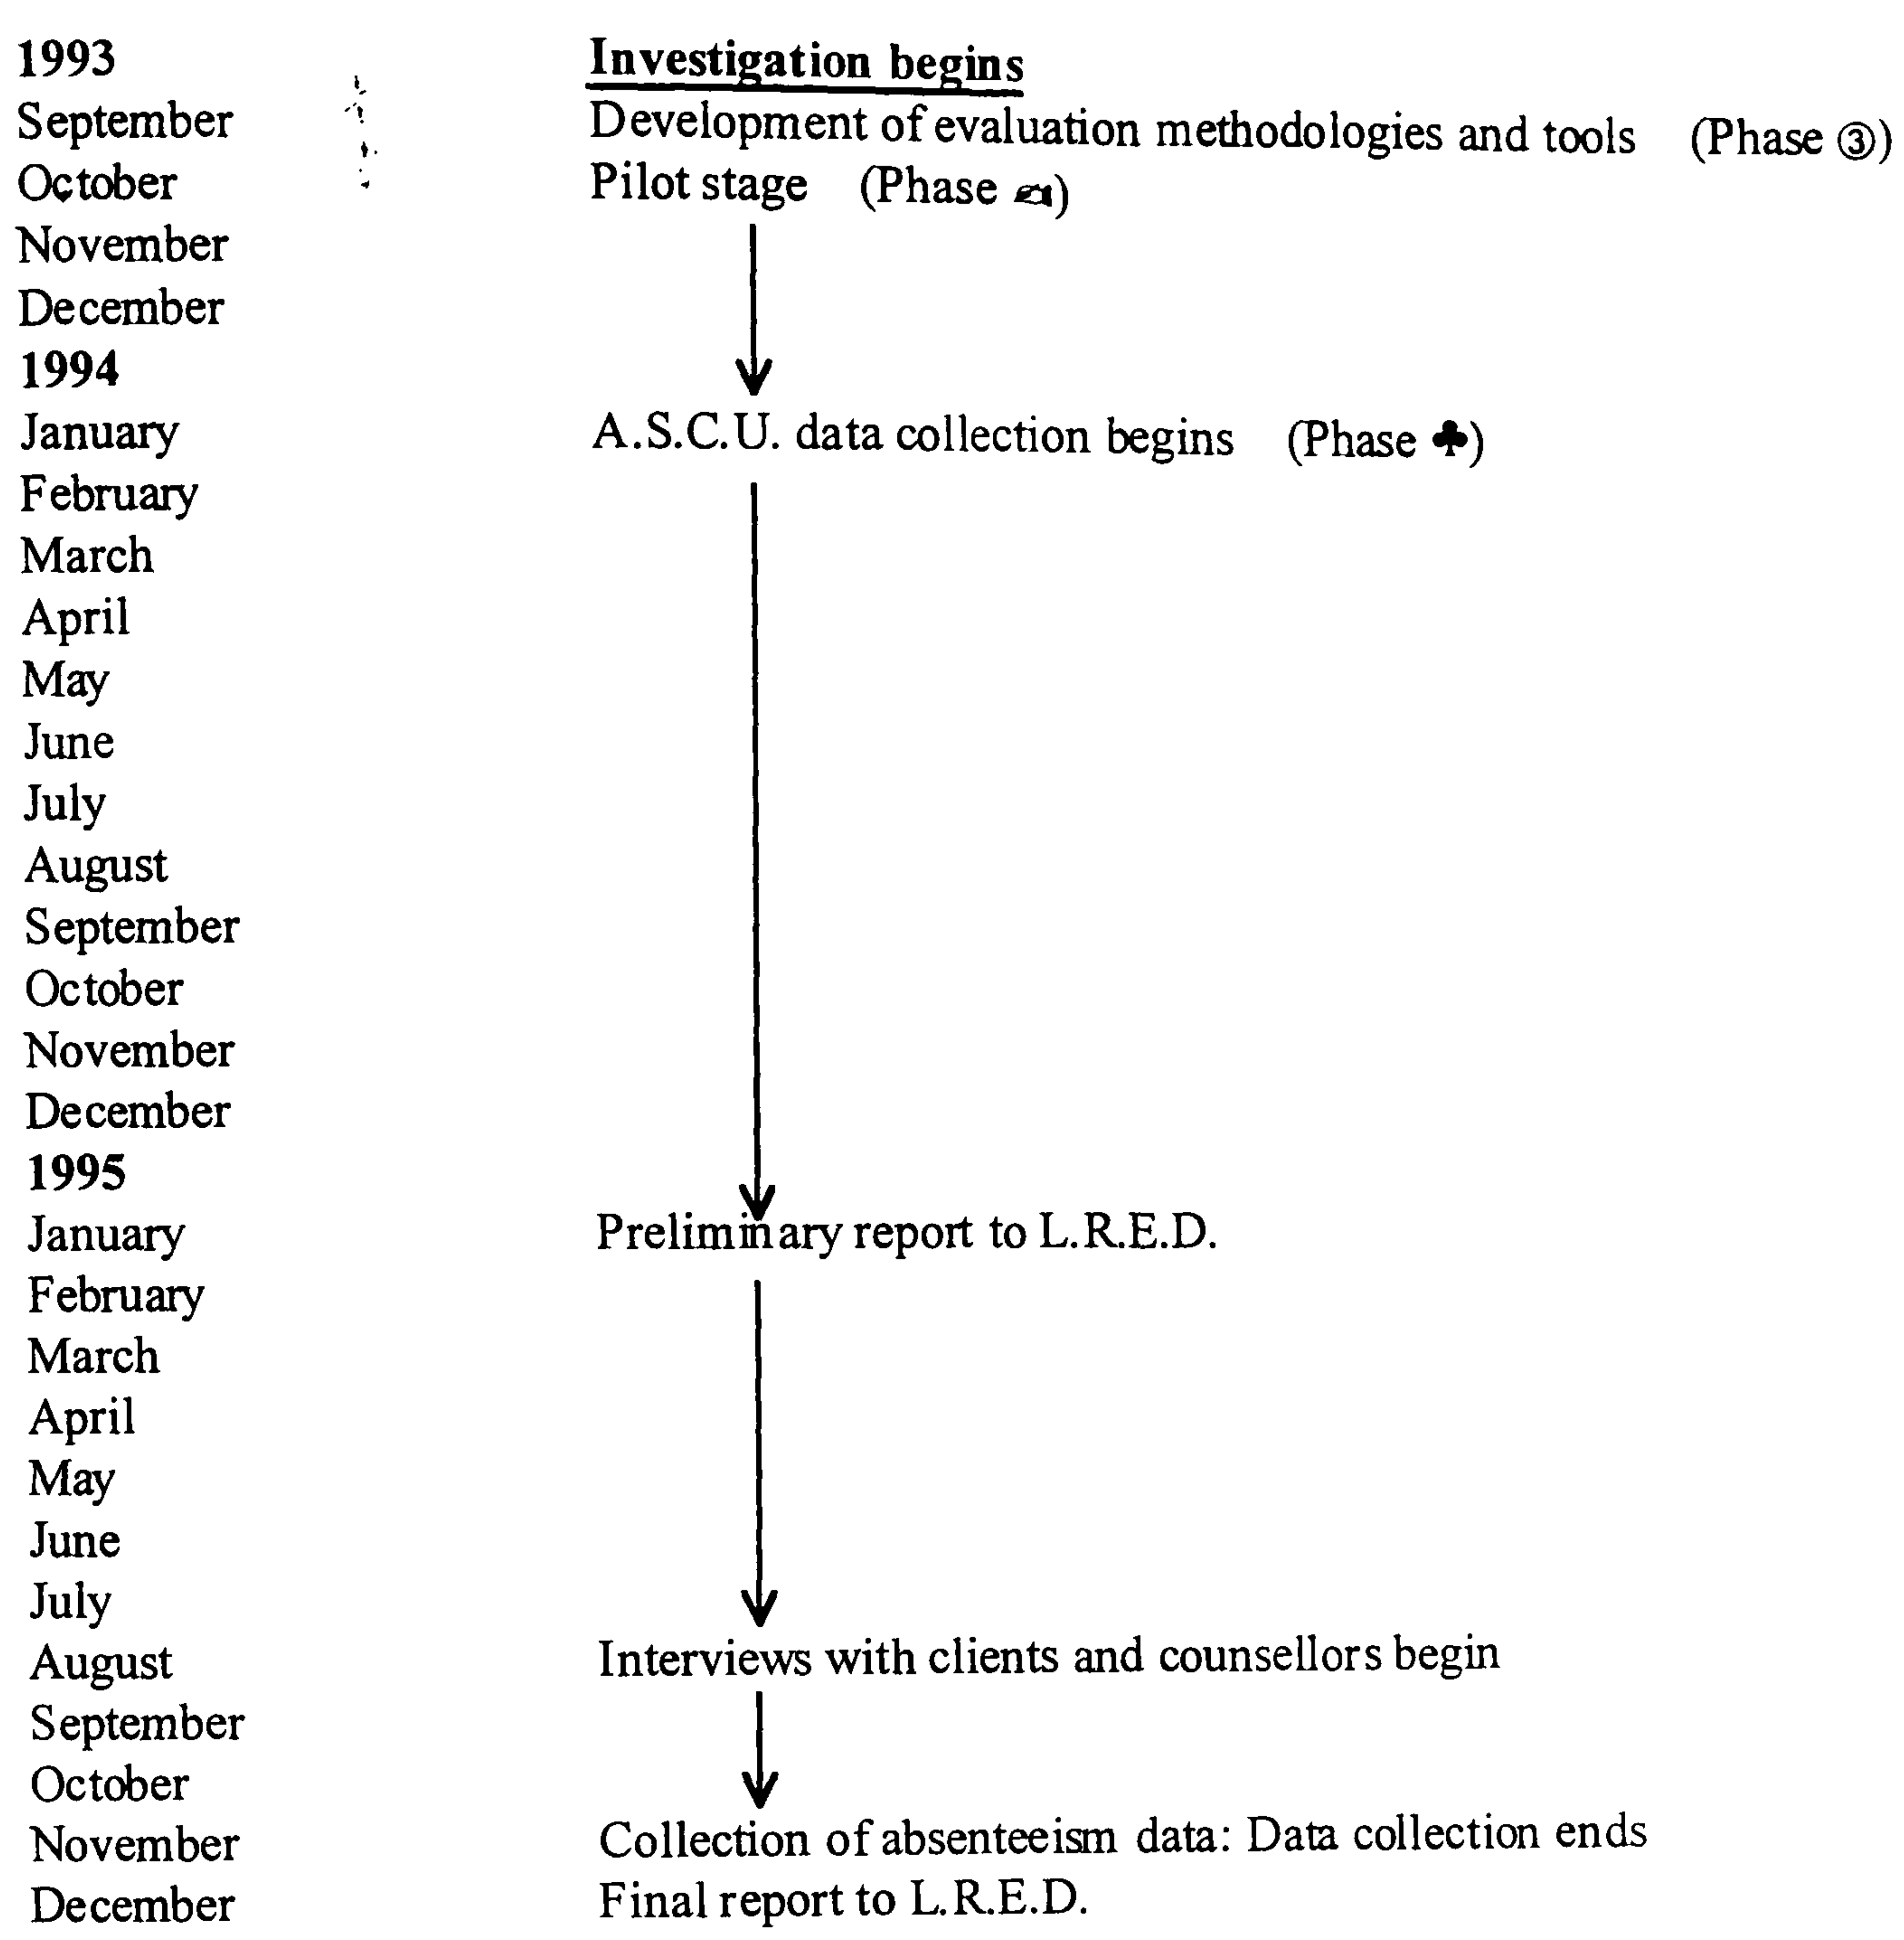 1993 Investigation begins
September Development of evaluation methodologies and tools (Phase ③)
October Pilot stage (Phase )
November
December
1994
January A.S.C.U. data collection begins (Phase ♣)
February
March
April
May
June
July
August
September
October
November
December
1995
January Preliminary report to L.R.E.D.
February
March
April
May
June
July
August Interviews with clients and counsellors begin
September
October
November Collection of absenteeism data: Data collection ends
December Final report to L.R.E.D.